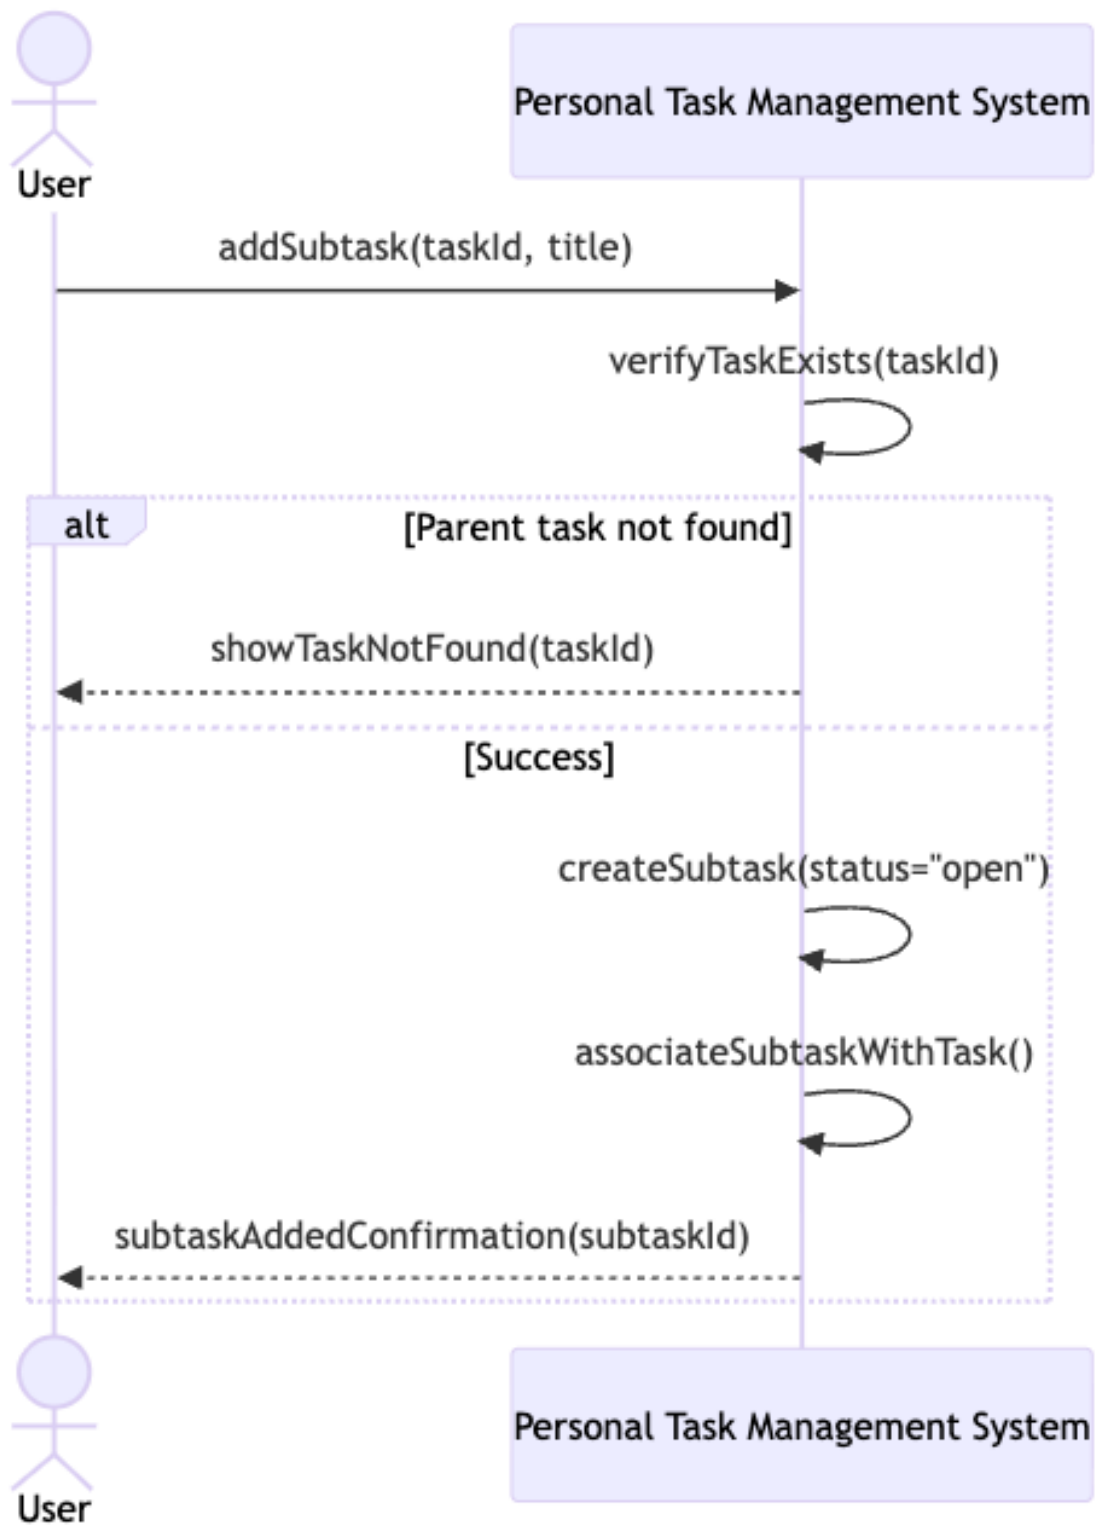 User
Personal Task Management System
addSubtask(taskId, title)
verifyTaskExists(taskId)
alt
[Parent task not found]
showTaskNotFound(taskId)
[Success]
createSubtask(status="open")
associateSubtaskWithTask()
subtaskAddedConfirmation(subtaskId)
User
Personal Task Management System